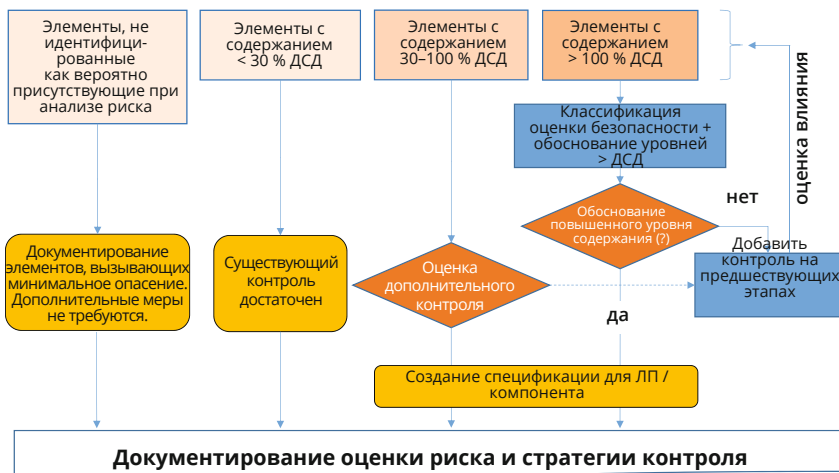 Элементы, не
идентифици-
рованные
как вероятно
присутствующие при
анализе риска
Элементы с
содержанием
< 30 % ДСД
Элементы с
содержанием
30–100 % ДСД
Элементы с
содержанием
> 100 % ДСД
Классификация
оценки безопасности +
обоснование уровней
> ДСД
оценка влияния
Обоснование
повышенного уровня
содержания (?)
нет
Документирование
элементов, вызывающих
минимальное опасение.
Дополнительные меры
не требуются.
Существующий
контроль
достаточен
Оценка
дополнительного
контроля
Добавить
контроль на
предшествующих
этапах
да
Создание спецификации для ЛП /
компонента
Документирование оценки риска и стратегии контроля